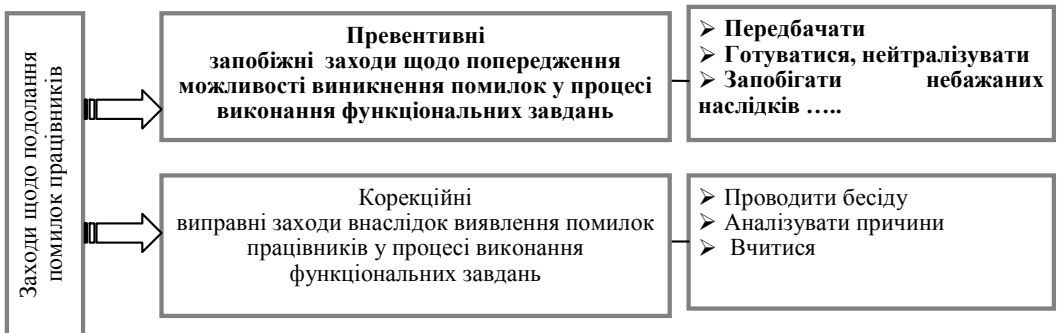 Заходи щодо подолання
помилок працівників
Превентивні
запобіжні заходи щодо попередження
можливості виникнення помилок у процесі
виконання функціональних завдань
➢ Передбачати
➢ Готуватися, нейтралізувати
➢ Запобігати небажаних
наслідків …..
Корекційні
виправні заходи внаслідок виявлення помилок
працівників у процесі виконання
функціональних завдань
➢ Проводити бесіду
➢ Аналізувати причини
➢ Вчитися